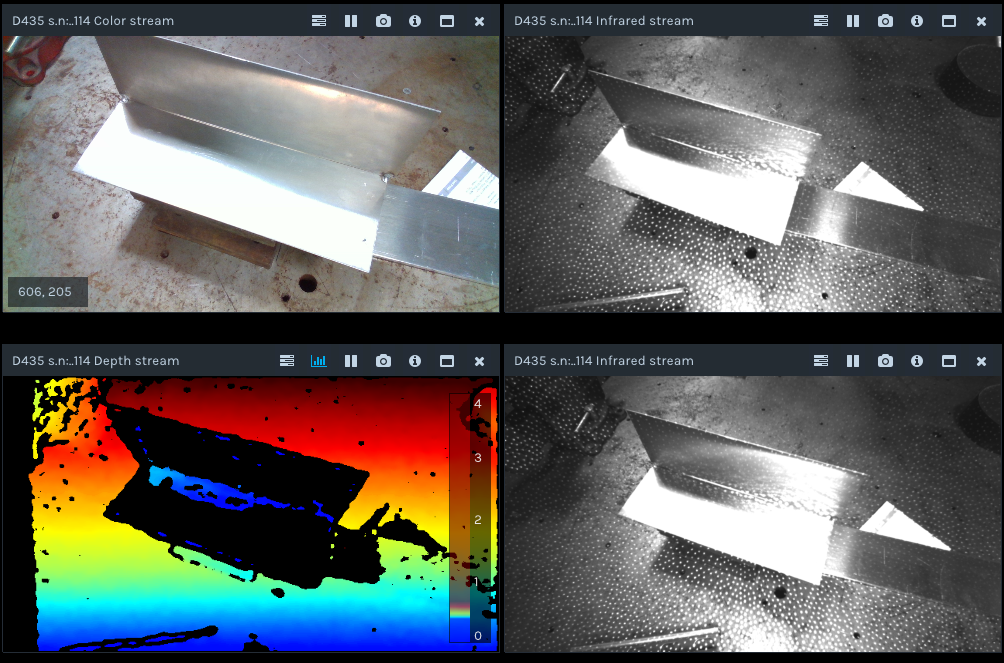 D435 s.n:..114 Color stream
D435 s.n:..114 Infrared stream
606, 205
D435 s.n:..114 Depth stream
D435 s.n:..114 Infrared stream
4
3
2
1
0